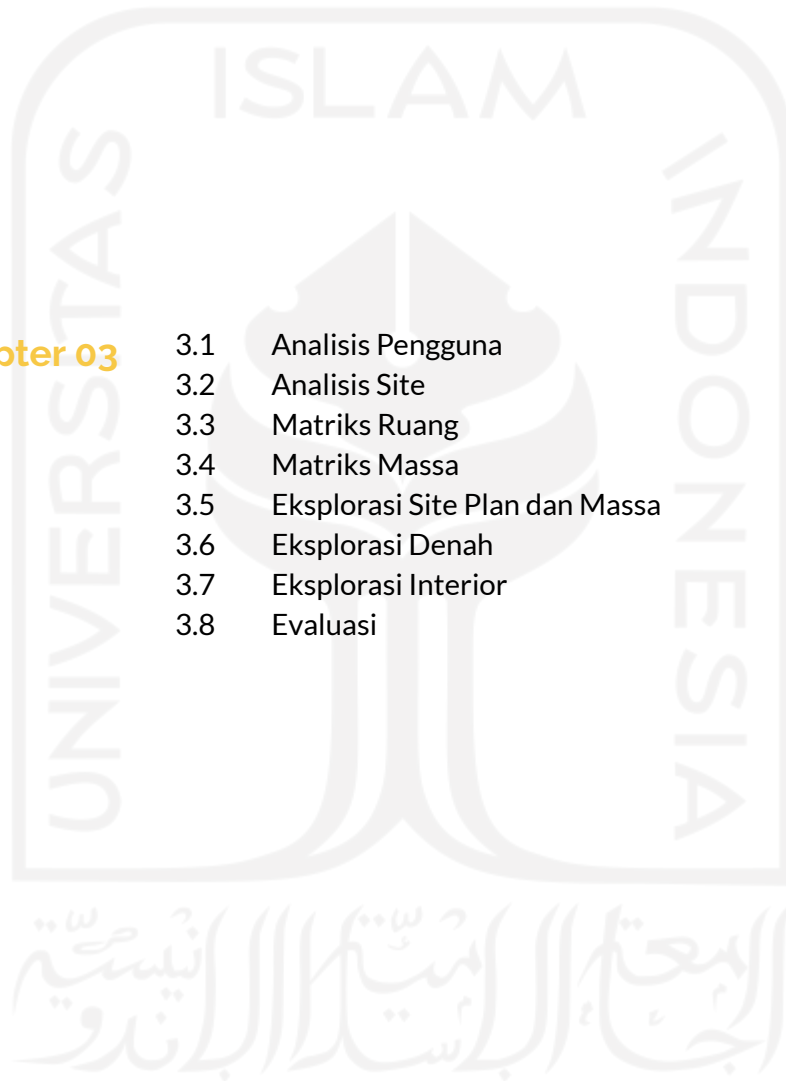 ISLAM
UNIVERSITAS
INDONESIA
pter 03
3.1 Analisis Pengguna
3.2 Analisis Site
3.3 Matriks Ruang
3.4 Matriks Massa
3.5 Eksplorasi Site Plan dan Massa
3.6 Eksplorasi Denah
3.7 Eksplorasi Interior
3.8 Evaluasi